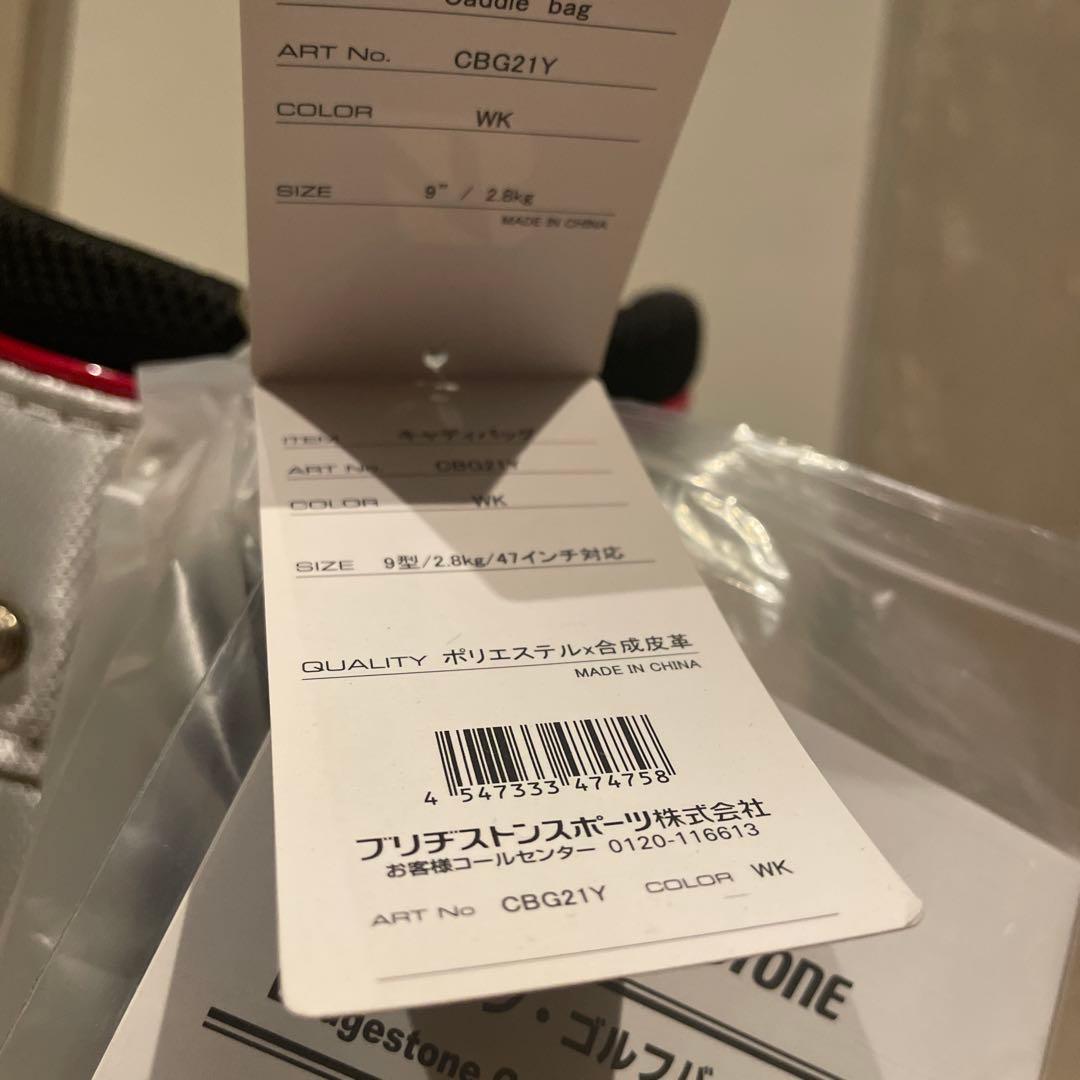 Caddie bag
ART No. CBG21Y
COLOR WK
SIZE 9" / 2.8kg
MADE IN CHINA
ITEM キャディバッグ
ART No. CBG21Y
COLOR WK
SIZE 9型/2.8kg/47インチ対応
QUALITY ポリエステル×合成皮革
MADE IN CHINA
4 547333 474758
ブリヂストンスポーツ株式会社
お客様コールセンター 0120-116613
ART No CBG21Y COLOR WK
・ゴルフバ